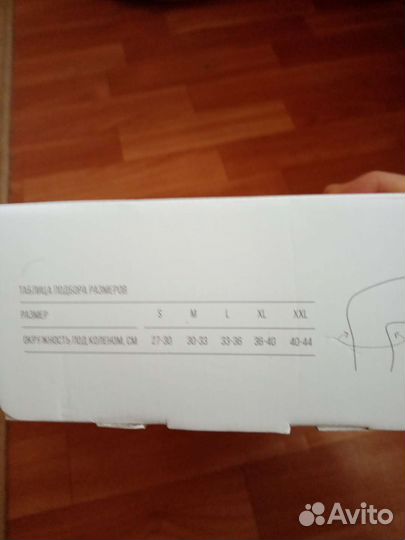 ТАБЛИЦА ПОДБОРА РАЗМЕРОВ
РАЗМЕР S M L XL XXL
ОКРУЖНОСТЬ ПОД КОЛЕНОМ, СМ 27-30 30-33 33-36 36-40 40-44
Avito